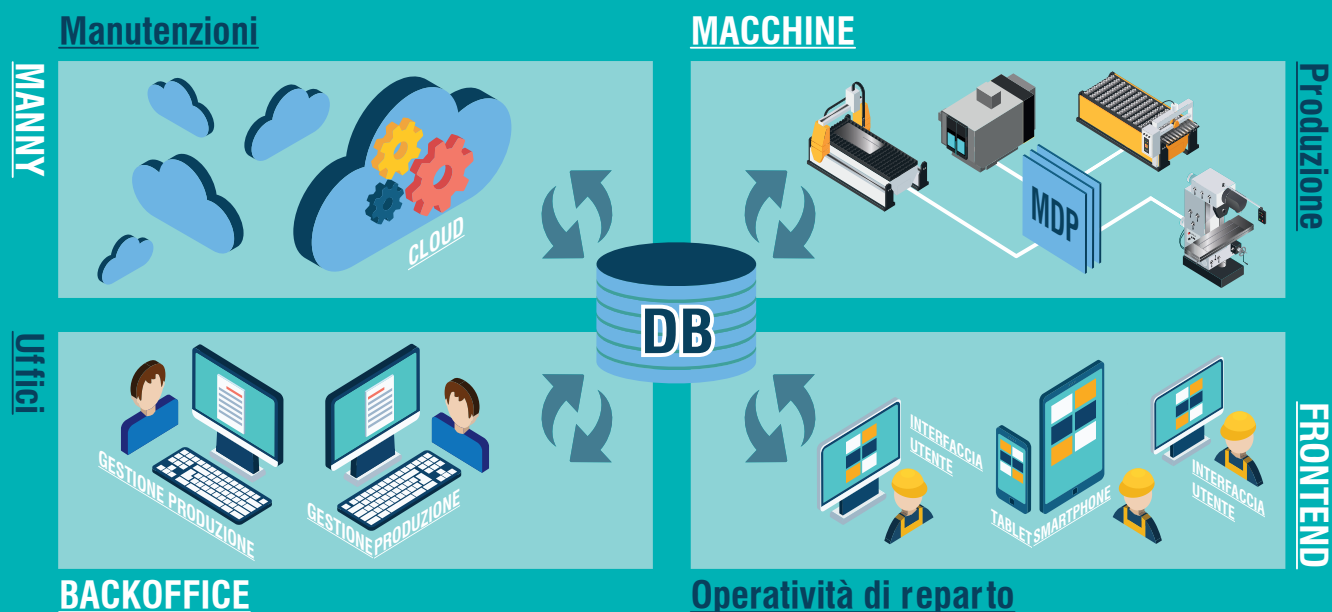 Manutenzioni
MACCHINE
MANNY
Produzione
CLOUD
MDP
DB
Uffici
GESTIONE PRODUZIONE
GESTIONE PRODUZIONE
INTERFACCIA
UTENTE
TABLET
SMARTPHONE
INTERFACCIA
UTENTE
FRONTEND
BACKOFFICE
Operatività di reparto